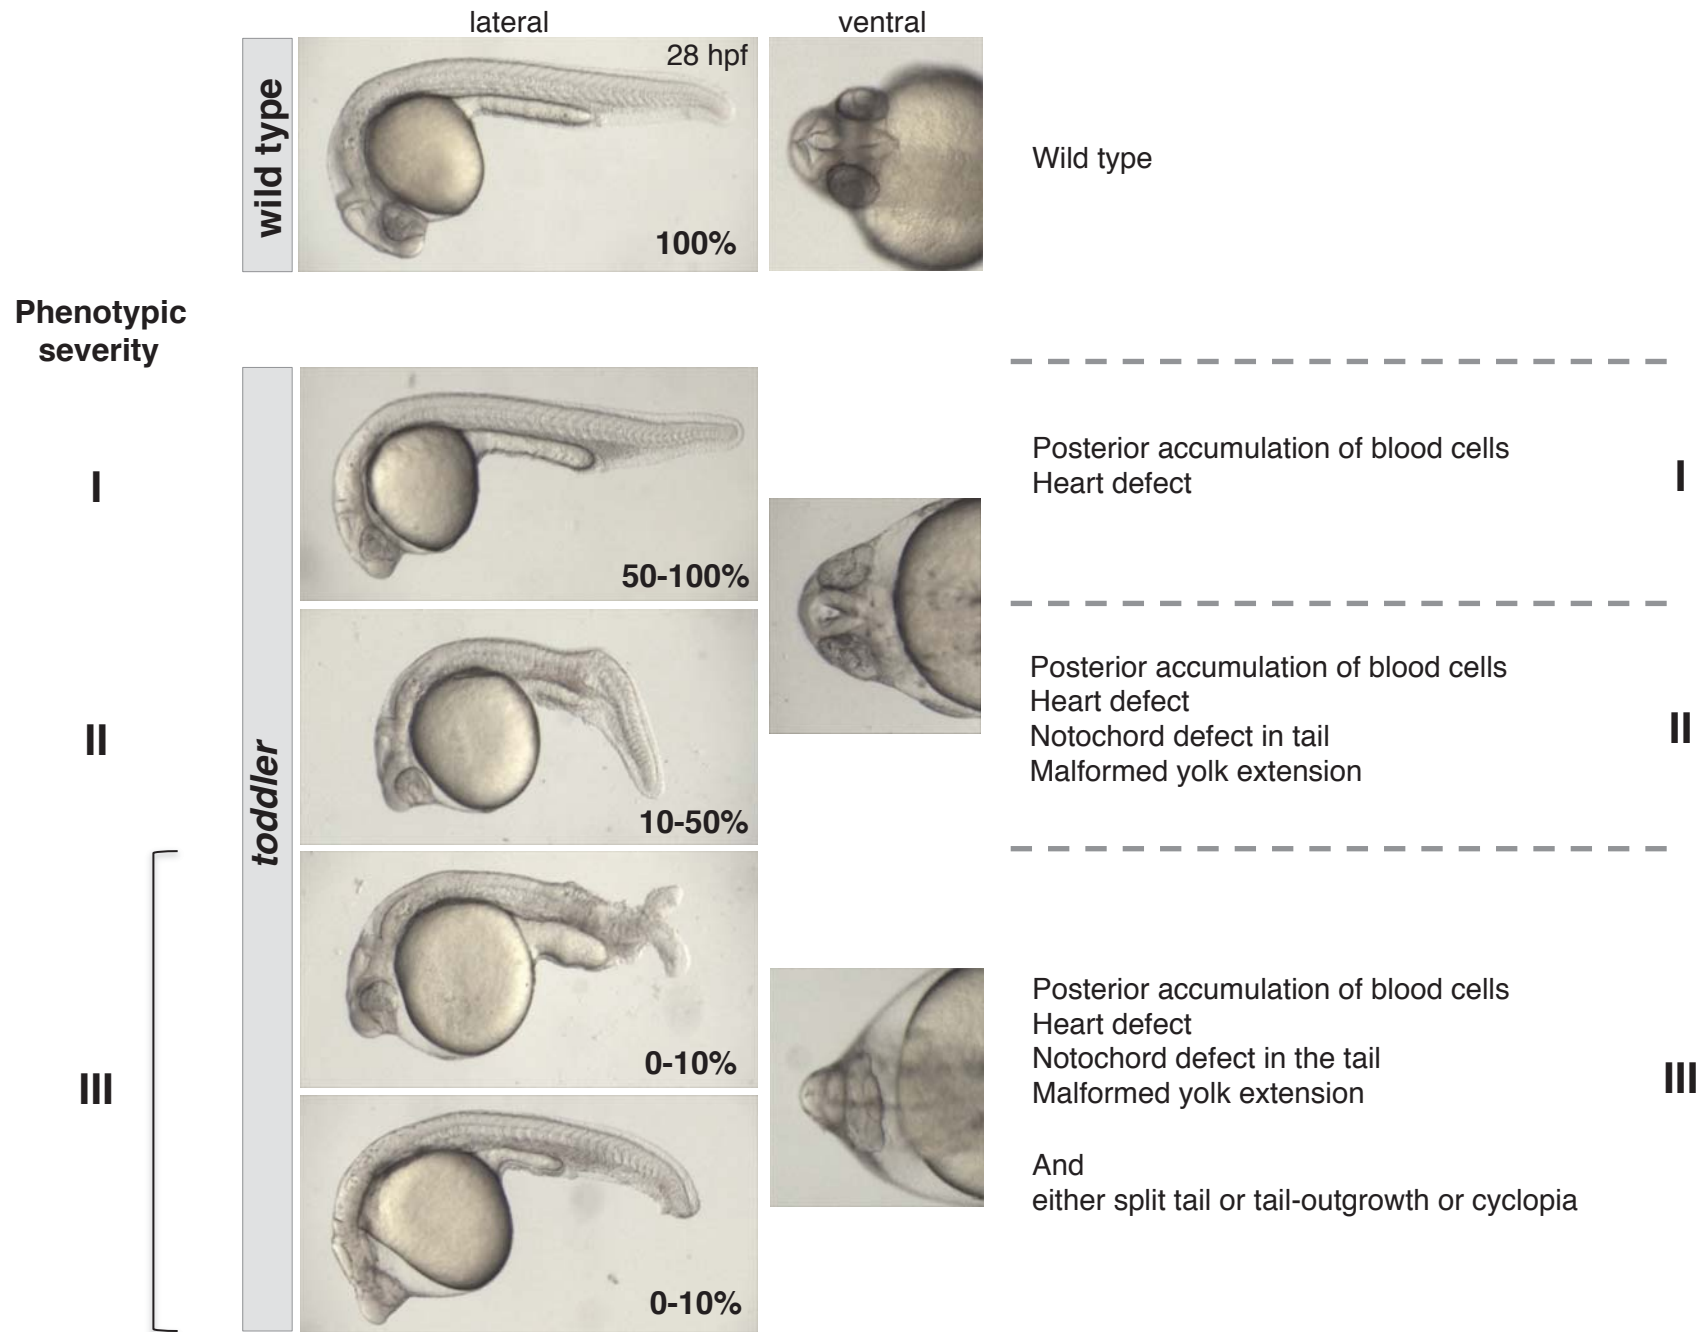 lateral
ventral
28 hpf
wild type
100%
Wild type
Phenotypic
severity
toddler
I
50-100%
Posterior accumulation of blood cells
Heart defect
I
II
10-50%
Posterior accumulation of blood cells
Heart defect
Notochord defect in tail
Malformed yolk extension
II
III
0-10%
0-10%
Posterior accumulation of blood cells
Heart defect
Notochord defect in the tail
Malformed yolk extension
And
either split tail or tail-outgrowth or cyclopia
III